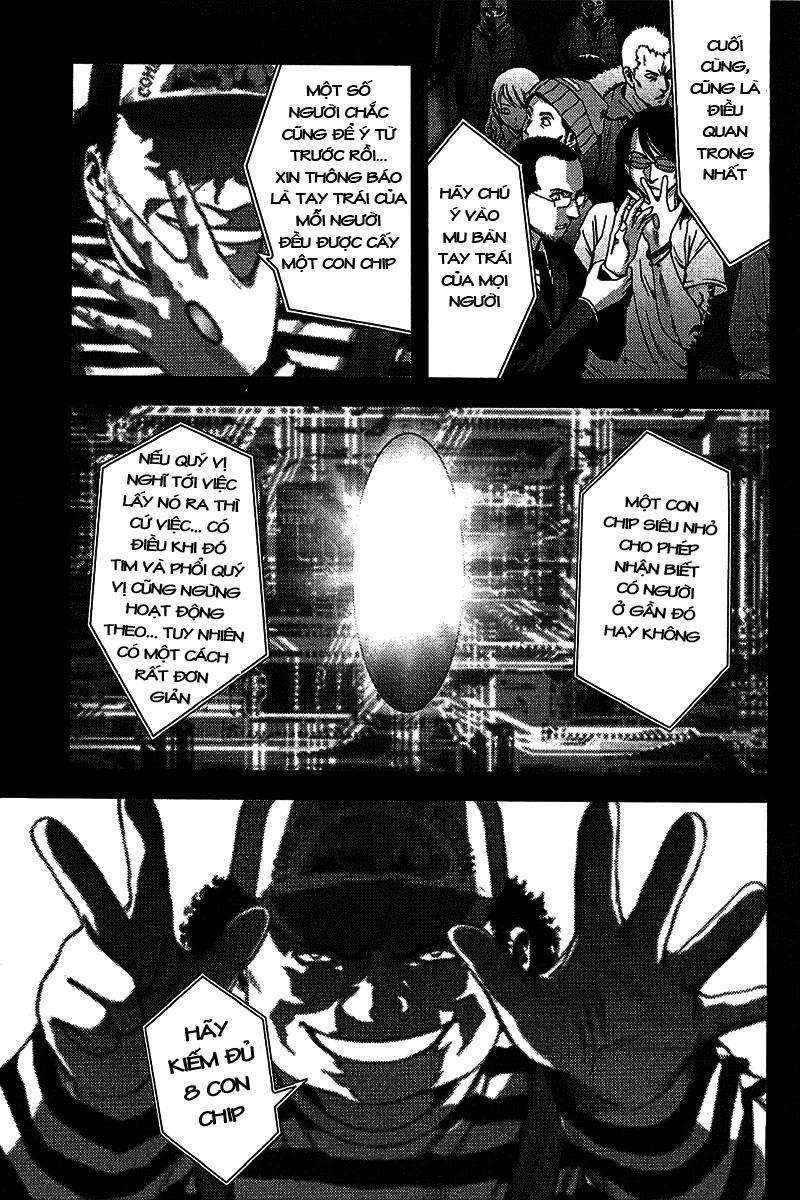 CUỐI
CÙNG,
CŨNG LÀ
ĐIỀU
QUAN
TRONG
NHẤT
HÃY CHÚ
Ý VÀO
MU BÀN
TAY TRÁI
CỦA MỌI
NGƯỜI
MỘT SỐ
NGƯỜI CHẮC
CŨNG ĐỂ Ý TỪ
TRƯỚC RỒI...
XIN THÔNG BÁO
LÀ TAY TRÁI CỦA
MỖI NGƯỜI
ĐỀU ĐƯỢC CẤY
MỘT CON CHIP
MỘT CON
CHIP SIÊU NHỎ
CHO PHÉP
NHẬN BIẾT
CÓ NGƯỜI
Ở GẦN ĐÓ
HAY KHÔNG
NẾU QUÝ VỊ
NGHĨ TỚI VIỆC
LẤY NÓ RA THÌ
CỨ VIỆC... CÓ
ĐIỀU KHI ĐÓ
TIM VÀ PHỔI QUÝ
VỊ CŨNG NGỪNG
HOẠT ĐỘNG
THEO... TUY NHIÊN
CÓ MỘT CÁCH
RẤT ĐƠN
GIẢN
HÃY
KIẾM ĐỦ
8 CON
CHIP